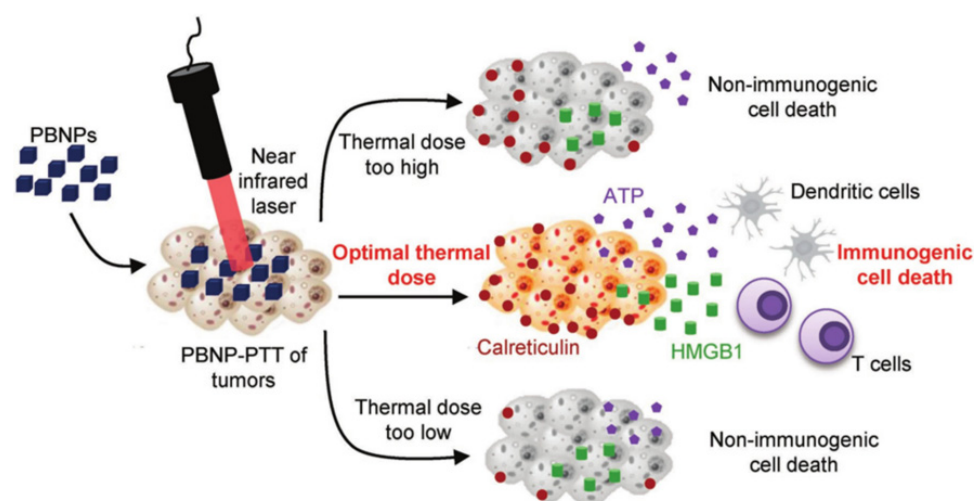 PBNPs
Near
infrared
laser
PBNP-PTT of
tumors
Thermal dose
too high
Non-immunogenic
cell death
Optimal thermal
dose
ATP
Calreticulin
HMGB1
Dendritic cells
Immunogenic
cell death
T cells
Thermal dose
too low
Non-immunogenic
cell death